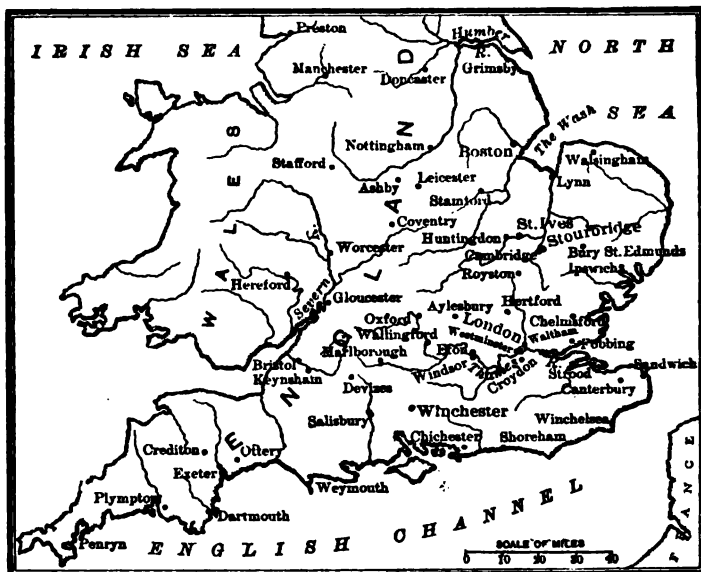 Preston
Humber
R.
IRISH SEA
NORTH
SEA
Manchester
Doncaster
Grimsby
The Wash
Nottingham
Boston
Walsingham
Stafford
Ashby
Leicester
Lynn
Stamford
Coventry
St. Ives
Huntingdon
Stourbridge
Cambridge
Bury St. Edmunds
Worcester
Royston
Ipswich
Hereford
Severn
R.
Gloucester
WALES
ENGLAND
Aylesbury
Hertford
Oxford
Chelmsford
Wallingford
London
Waltham
Westminster
Fobbing
Marlborough
Eton
Bristol
Windsor
Thames
R.
Sandwich
Keynsham
Croydon
Strood
Devizes
Canterbury
Winchester
Salisbury
Winchelsea
Chichester
Shoreham
Crediton
Ottery
Exeter
Weymouth
Plympton
Dartmouth
Penryn
ENGLISH CHANNEL
FRANCE
SCALE OF MILES
0 10 20 30 40